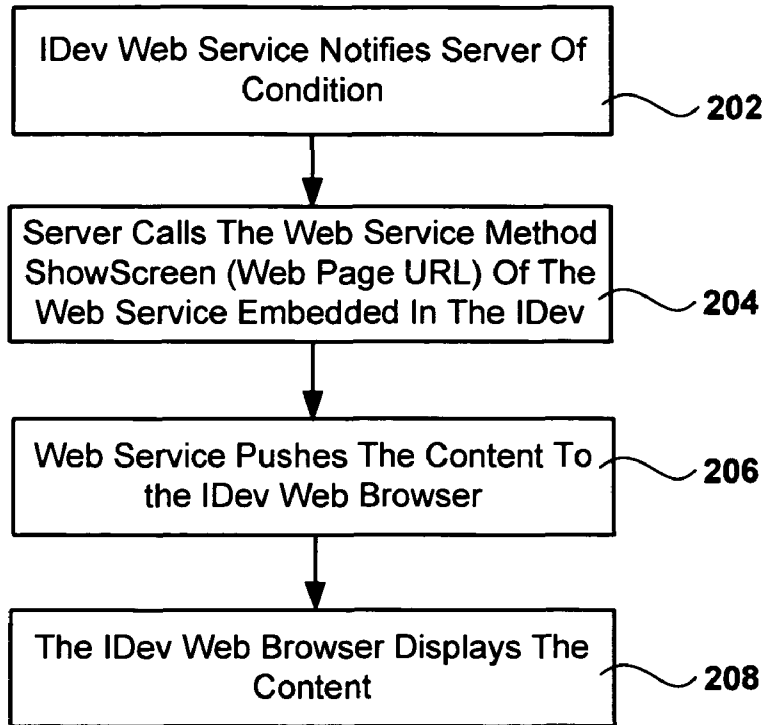 IDev Web Service Notifies Server Of
Condition
202
Server Calls The Web Service Method
ShowScreen (Web Page URL) Of The
Web Service Embedded In The IDev
204
Web Service Pushes The Content To
the IDev Web Browser
206
The IDev Web Browser Displays The
Content
208